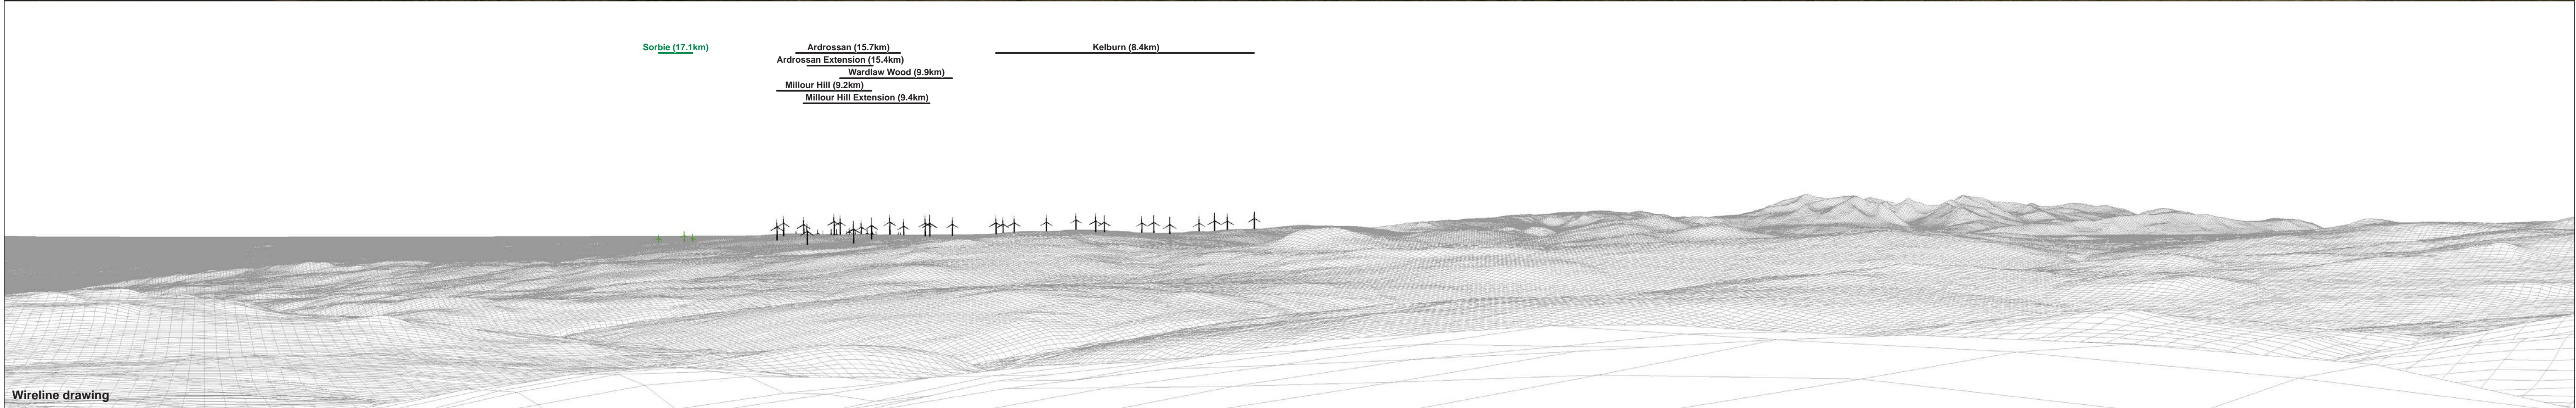 Sorbie (17.1km)
Ardrossan (15.7km)
Kelburn (8.4km)
Ardrossan Extension (15.4km)
Wardlaw Wood (9.9km)
Millour Hill (9.2km)
Millour Hill Extension (9.4km)
Wireline drawing